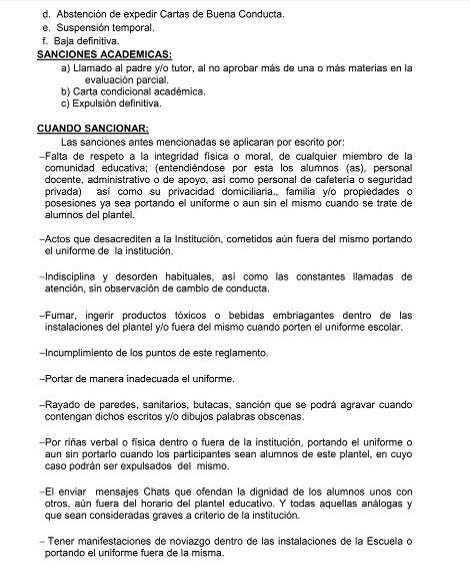 d. Abstención de expedir Cartas de Buena Conducta.
e. Suspensión temporal.
f. Baja definitiva.
SANCIONES ACADEMICAS:
a) Llamado al padre y/o tutor, al no aprobar más de una o más materias en la
evaluación parcial.
b) Carta condicional académica.
c) Expulsión definitiva.
CUANDO SANCIONAR:
Las sanciones antes mencionadas se aplicaran por escrito por:
–Falta de respeto a la integridad física o moral, de cualquier miembro de la
comunidad educativa; (entendiéndose por esta los alumnos (as), personal
docente, administrativo o de apoyo, así como personal de cafetería o seguridad
privada) así como su privacidad domiciliaria., familia y/o propiedades o
posesiones ya sea portando el uniforme o aun sin el mismo cuando se trate de
alumnos del plantel.
–Actos que desacrediten a la Institución, cometidos aún fuera del mismo portando
el uniforme de la institución.
–Indisciplina y desorden habituales, así como las constantes llamadas de
atención, sin observación de cambio de conducta.
–Fumar, ingerir productos tóxicos o bebidas embriagantes dentro de las
instalaciones del plantel y/o fuera del mismo cuando porten el uniforme escolar.
–Incumplimiento de los puntos de este reglamento.
–Portar de manera inadecuada el uniforme.
–Rayado de paredes, sanitarios, butacas, sanción que se podrá agravar cuando
contengan dichos escritos y/o dibujos palabras obscenas.
–Por riñas verbal o física dentro o fuera de la institución, portando el uniforme o
aun sin portarlo cuando los participantes sean alumnos de este plantel, en cuyo
caso podrán ser expulsados del mismo.
–El enviar mensajes Chats que ofendan la dignidad de los alumnos unos con
otros, aún fuera del horario del plantel educativo. Y todas aquellas análogas y
que sean consideradas graves a criterio de la institución.
– Tener manifestaciones de noviazgo dentro de las instalaciones de la Escuela o
portando el uniforme fuera de la misma.